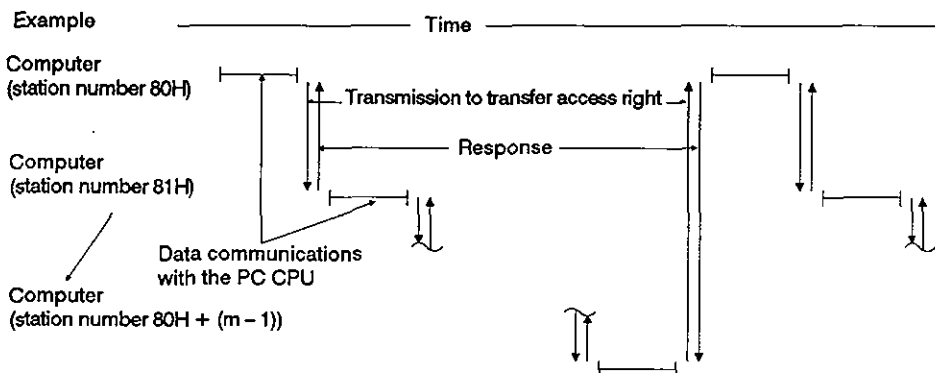 Example
Time
Computer
(station number 80H)
Transmission to transfer access right
Response
Computer
(station number 81H)
Data communications
with the PC CPU
Computer
(station number 80H + (m – 1))